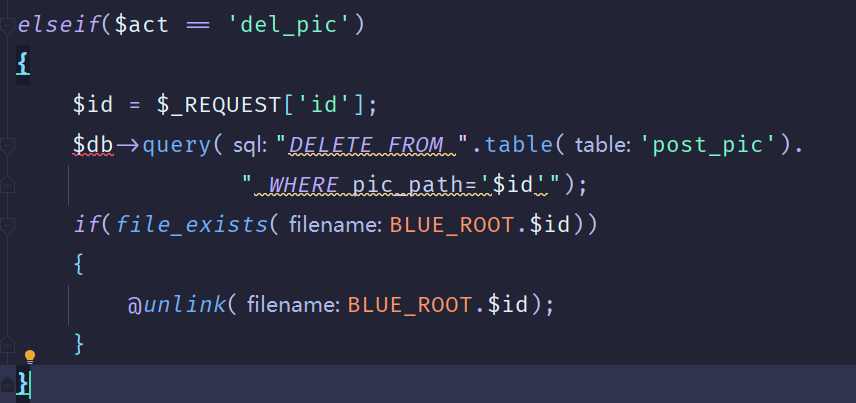 elseif($act == 'del_pic')
{
$id = $_REQUEST['id'];
$db->query( sql: "DELETE FROM ".table( table: 'post_pic').
" WHERE pic_path='$id'");
if(file_exists( filename: BLUE_ROOT.$id))
{
@unlink( filename: BLUE_ROOT.$id);
}
}